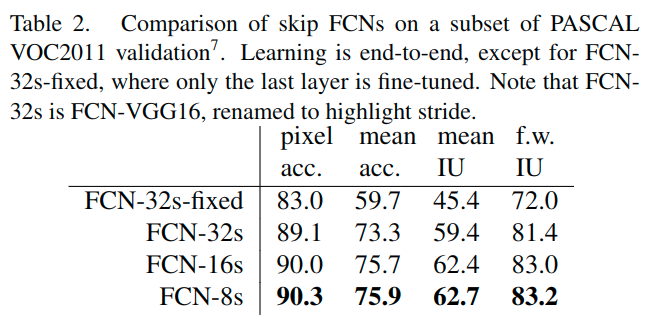 Table 2. Comparison of skip FCNs on a subset of PASCAL
VOC2011 validation⁷. Learning is end-to-end, except for FCN-
32s-fixed, where only the last layer is fine-tuned. Note that FCN-
32s is FCN-VGG16, renamed to highlight stride.
pixel mean mean f.w.
acc. acc. IU IU
FCN-32s-fixed 83.0 59.7 45.4 72.0
FCN-32s 89.1 73.3 59.4 81.4
FCN-16s 90.0 75.7 62.4 83.0
FCN-8s 90.3 75.9 62.7 83.2